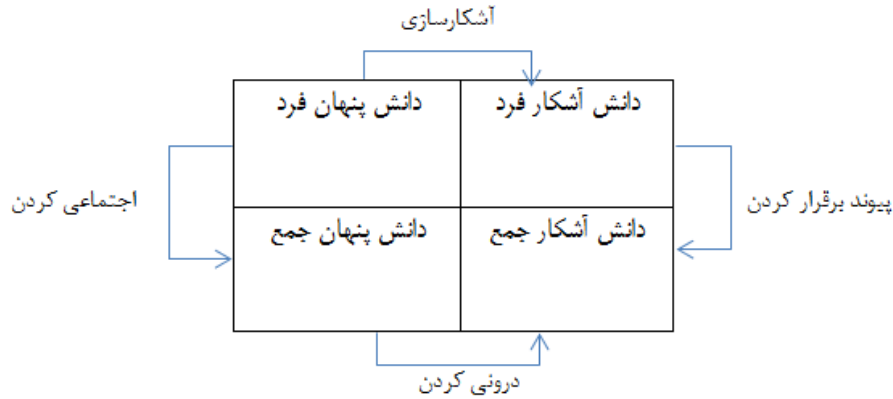 آشکارسازی
دانش آشکار فرد
دانش پنهان فرد
پیوند برقرار کردن
اجتماعی کردن
دانش آشکار جمع
دانش پنهان جمع
درونی کردن